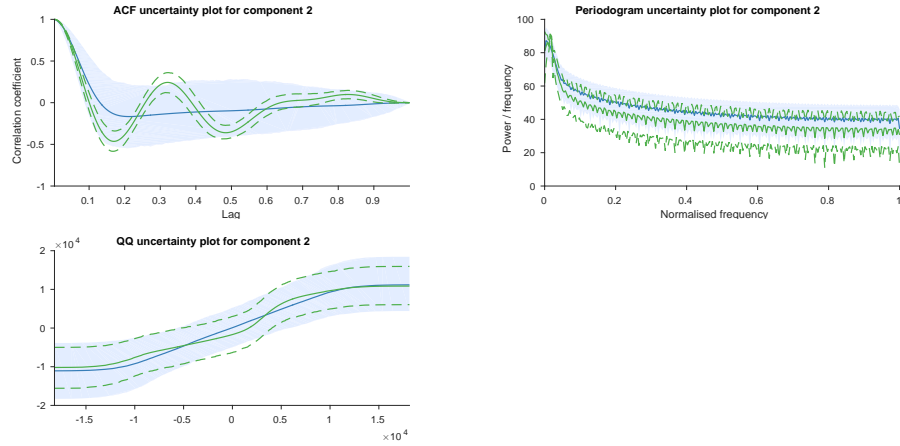 ACF uncertainty plot for component 2
1
0.5
0
-0.5
-1
Correlation coefficient
0.1 0.2 0.3 0.4 0.5 0.6 0.7 0.8 0.9
Lag
Periodogram uncertainty plot for component 2
100
80
60
40
20
0
Power / frequency
0 0.2 0.4 0.6 0.8 1
Normalised frequency
QQ uncertainty plot for component 2
×10⁴
2
1
0
-1
-2
-1.5 -1 -0.5 0 0.5 1 1.5
×10⁴